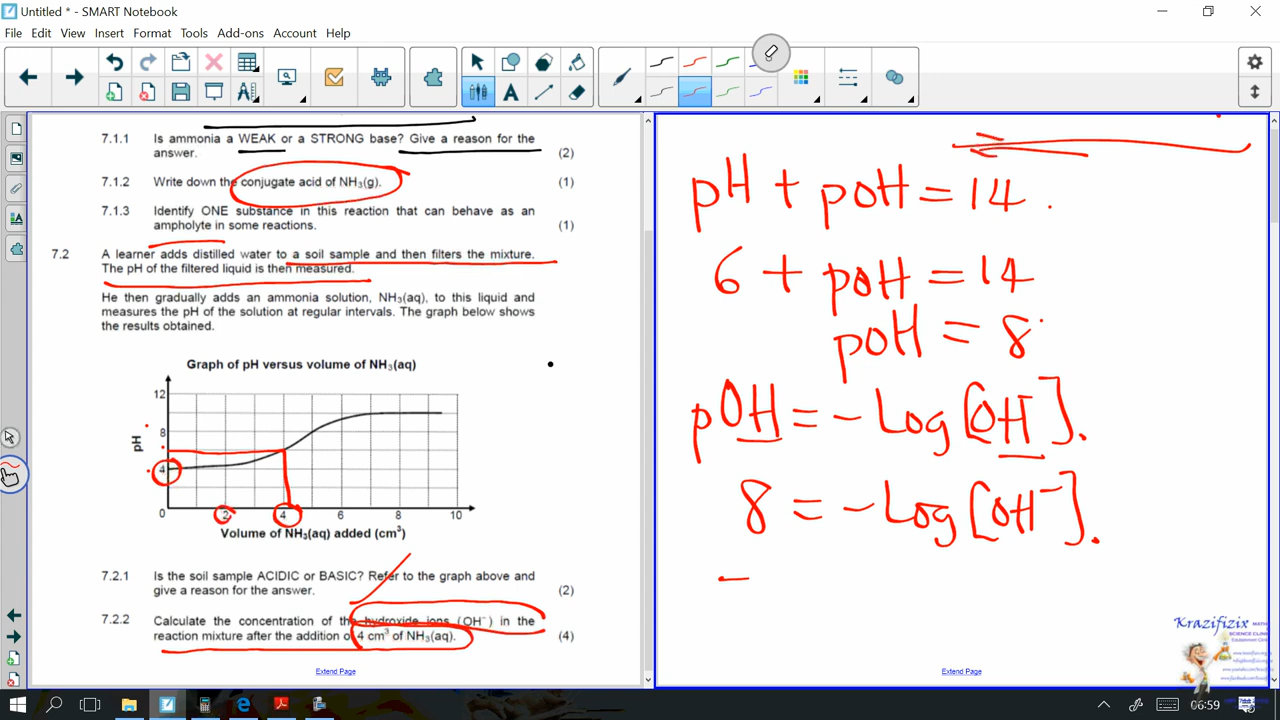 Untitled * - SMART Notebook
File Edit View Insert Format Tools Add-ons Account Help
7.1.1 Is ammonia a WEAK or a STRONG base? Give a reason for the
answer. (2)
7.1.2 Write down the conjugate acid of NH₃(g). (1)
7.1.3 Identify ONE substance in this reaction that can behave as an
ampholyte in some reactions. (1)
7.2 A learner adds distilled water to a soil sample and then filters the mixture.
The pH of the filtered liquid is then measured.
He then gradually adds an ammonia solution, NH₃(aq), to this liquid and
measures the pH of the solution at regular intervals. The graph below shows
the results obtained.
Graph of pH versus volume of NH₃(aq)
12
8
pH
4
0 2 4 6 8 10
Volume of NH₃(aq) added (cm³)
7.2.1 Is the soil sample ACIDIC or BASIC? Refer to the graph above and
give a reason for the answer. (2)
7.2.2 Calculate the concentration of the hydroxide ions (OH⁻) in the
reaction mixture after the addition of 4 cm³ of NH₃(aq). (4)
Extend Page
pH + pOH = 14.
6 + pOH = 14
pOH = 8
pOH = - Log [OH⁻].
8 = - Log [OH⁻].
-
Extend Page
Krazifizix
SCIENCE CLINIC
06:59